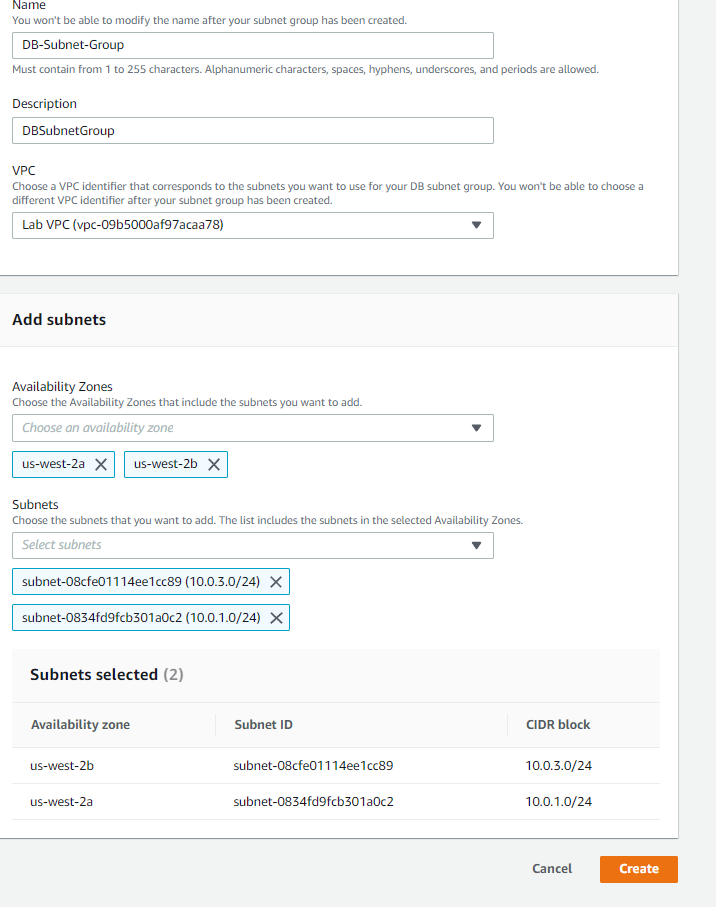 Name
You won't be able to modify the name after your subnet group has been created.
DB-Subnet-Group
Must contain from 1 to 255 characters. Alphanumeric characters, spaces, hyphens, underscores, and periods are allowed.
Description
DBSubnetGroup
VPC
Choose a VPC identifier that corresponds to the subnets you want to use for your DB subnet group. You won't be able to choose a
different VPC identifier after your subnet group has been created.
Lab VPC (vpc-09b5000af97acaa78)
Add subnets
Availability Zones
Choose the Availability Zones that include the subnets you want to add.
Choose an availability zone
us-west-2a us-west-2b
Subnets
Choose the subnets that you want to add. The list includes the subnets in the selected Availability Zones.
Select subnets
subnet-08cfe01114ee1cc89 (10.0.3.0/24)
subnet-0834fd9fcb301a0c2 (10.0.1.0/24)
Subnets selected (2)
Availability zone Subnet ID CIDR block
us-west-2b subnet-08cfe01114ee1cc89 10.0.3.0/24
us-west-2a subnet-0834fd9fcb301a0c2 10.0.1.0/24
Cancel Create